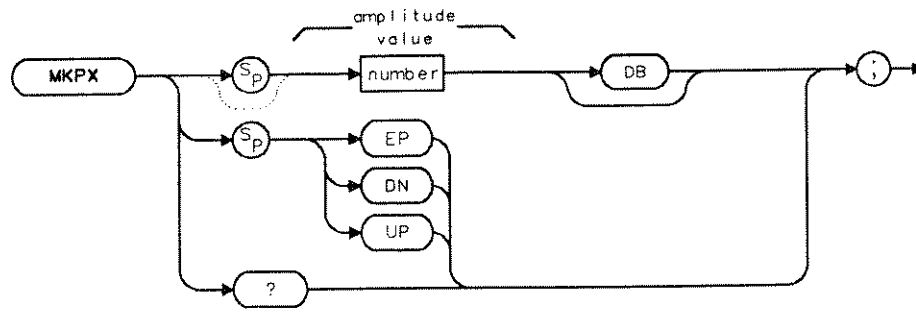 amplitude
value
MKPX SP number DB ;
SP EP
DN
UP
?